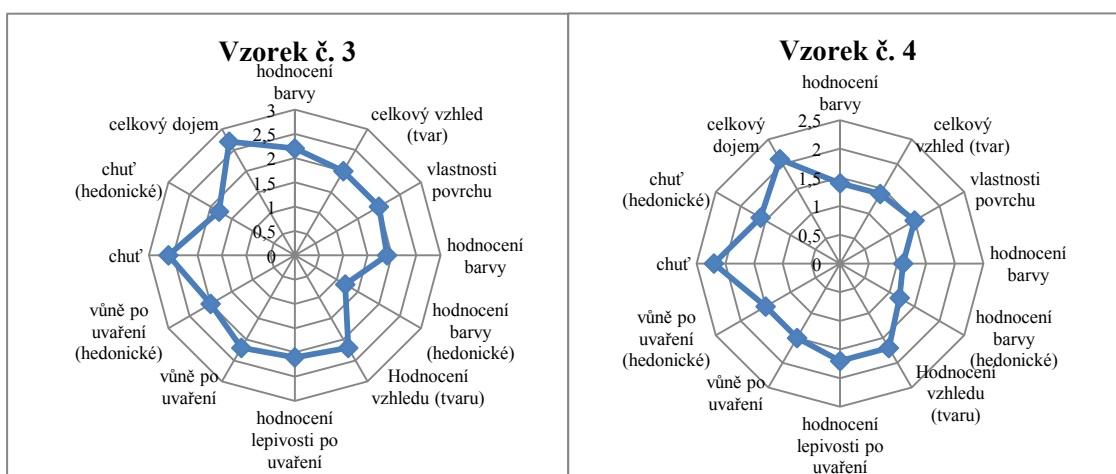 Vzorek č. 3
hodnocení
barvy
celkový vzhled
(tvar)
vlastnosti
povrchu
hodnocení
barvy
hodnocení
barvy
(hedonické)
Hodnocení
vzhledu (tvaru)
hodnocení
lepivosti po
uvaření
vůně po
uvaření
vůně po
uvaření
(hedonické)
chuť
chuť
(hedonické)
celkový dojem
3
2,5
2
1,5
1
0,5
0
Vzorek č. 4
hodnocení
barvy
celkový
vzhled (tvar)
vlastnosti
povrchu
hodnocení
barvy
hodnocení
barvy
(hedonické)
Hodnocení
vzhledu
(tvaru)
hodnocení
lepivosti po
uvaření
vůně po
uvaření
vůně po
uvaření
(hedonické)
chuť
chuť
(hedonické)
celkový
dojem
2,5
2
1,5
1
0,5
0